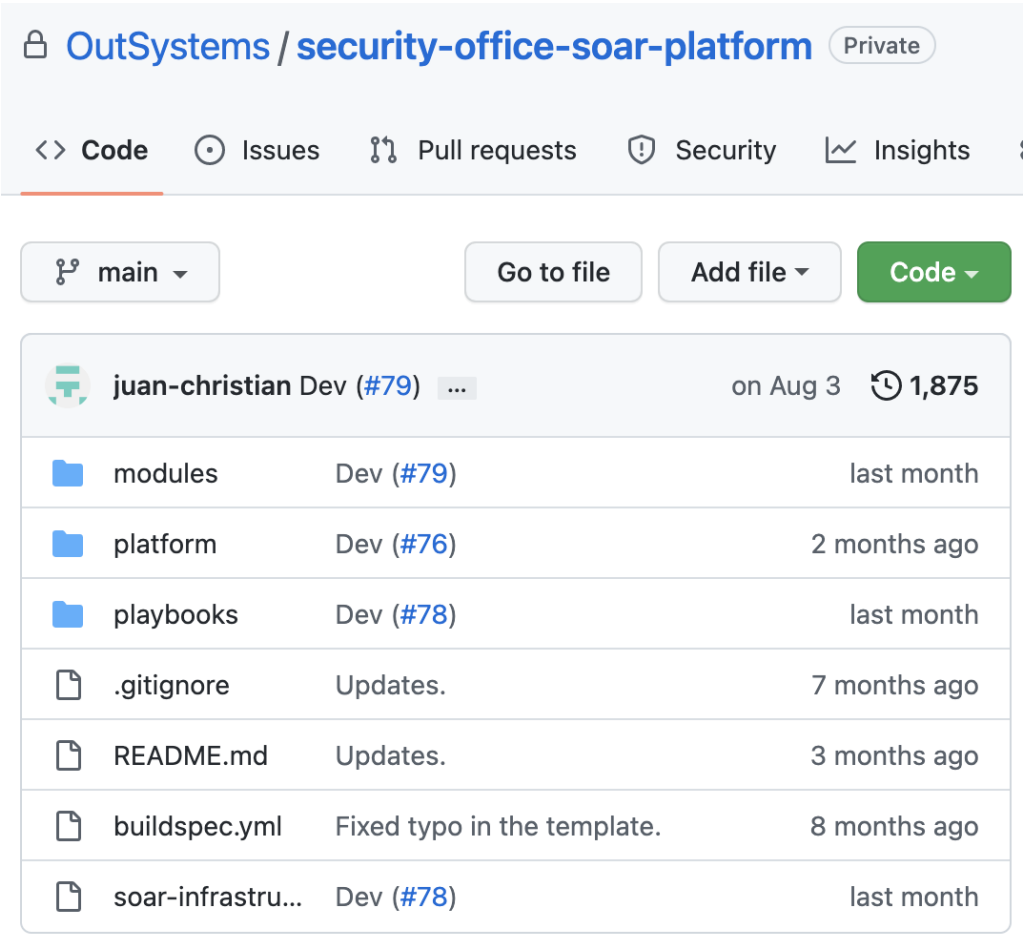 OutSystems / security-office-soar-platform Private
Code Issues Pull requests Security Insights
main Go to file Add file Code
juan-christian Dev (#79) ... on Aug 3 1,875
modules Dev (#79) last month
platform Dev (#76) 2 months ago
playbooks Dev (#78) last month
.gitignore Updates. 7 months ago
README.md Updates. 3 months ago
buildspec.yml Fixed typo in the template. 8 months ago
soar-infrastru... Dev (#78) last month